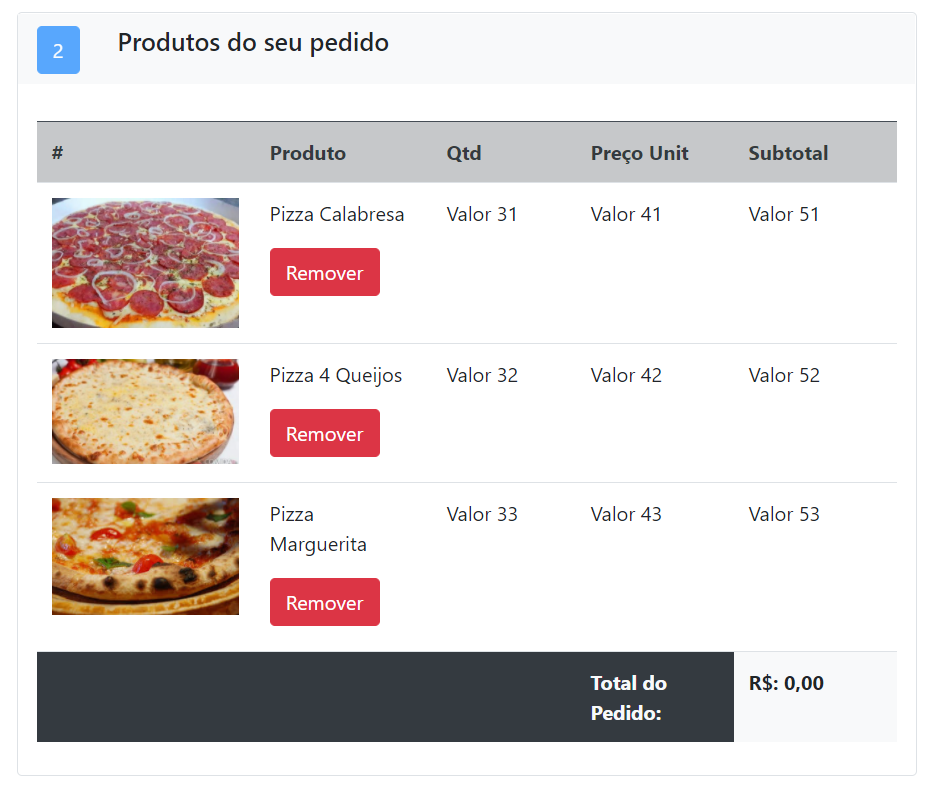 2 Produtos do seu pedido
# Produto Qtd Preço Unit Subtotal
Pizza Calabresa Valor 31 Valor 41 Valor 51
Remover
Pizza 4 Queijos Valor 32 Valor 42 Valor 52
Remover
Pizza Valor 33 Valor 43 Valor 53
Marguerita
Remover
Total do R$: 0,00
Pedido: